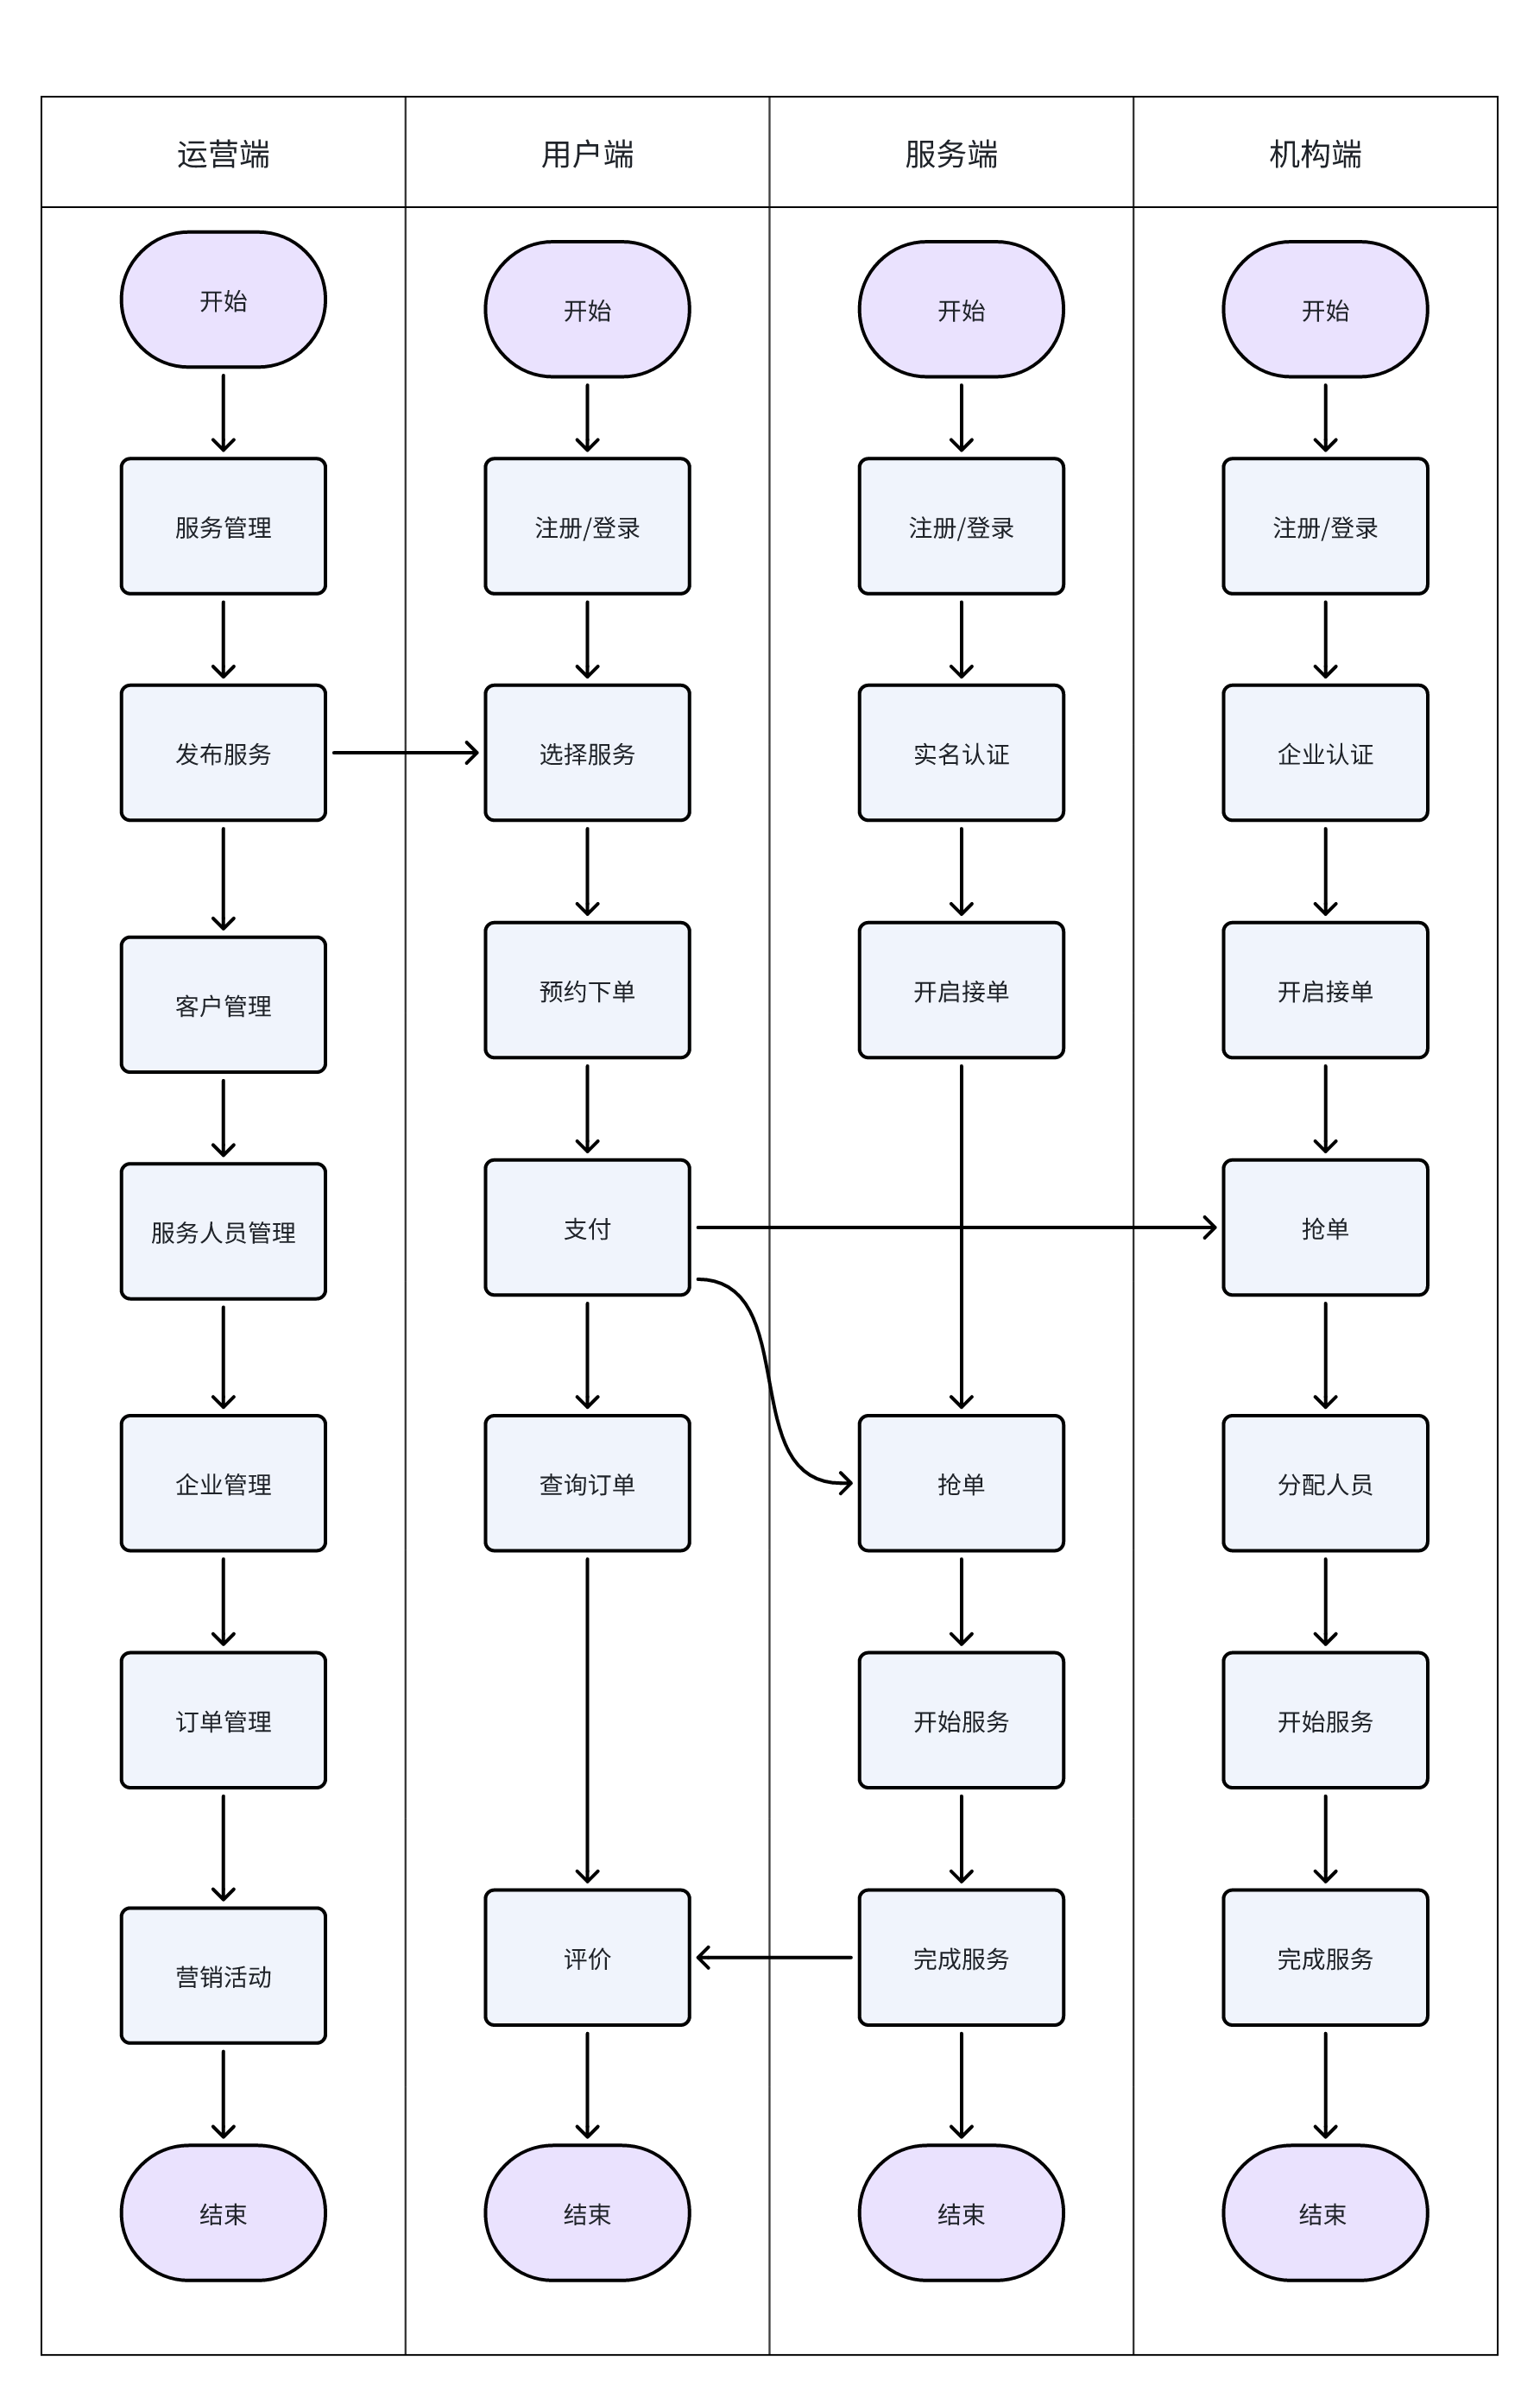 运营端
用户端
服务端
机构端
开始
开始
开始
开始
服务管理
注册/登录
注册/登录
注册/登录
发布服务
选择服务
实名认证
企业认证
客户管理
预约下单
开启接单
开启接单
服务人员管理
支付
抢单
企业管理
查询订单
抢单
分配人员
订单管理
开始服务
开始服务
营销活动
评价
完成服务
完成服务
结束
结束
结束
结束